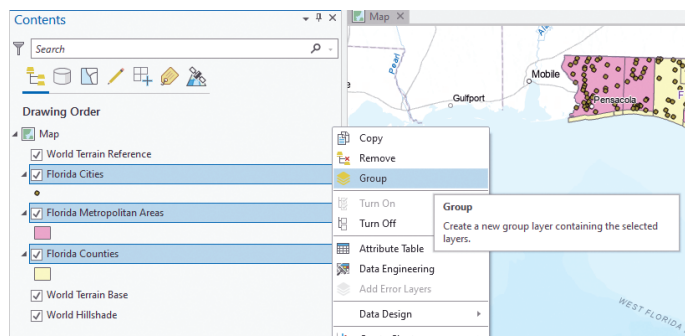 Contents
Map
Search
Drawing Order
Map
World Terrain Reference
Florida Cities
Florida Metropolitan Areas
Florida Counties
World Terrain Base
World Hillshade
Copy
Remove
Group
Turn On
Turn Off
Attribute Table
Data Engineering
Add Error Layers
Data Design
Group
Create a new group layer containing the selected
layers.
Pearl
Mobile
Gulfport
Pensacola
F
WEST FLORIDA